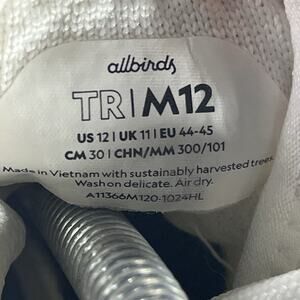 allbirds
TR|M12
US 12 | UK 11 | EU 44-45
CM 30 | CHN/MM 300/101
Made in Vietnam with sustainably harvested trees.
Wash on delicate. Air dry.
A11366M120-1024HL